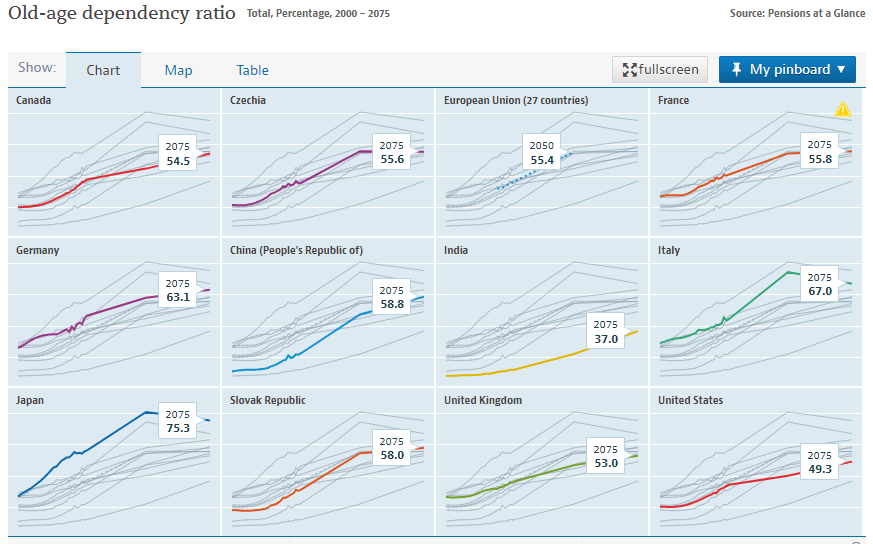 Old-age dependency ratio Total, Percentage, 2000 – 2075
Source: Pensions at a Glance
Show: Chart Map Table
fullscreen My pinboard
Canada
2075
54.5
Czechia
2075
55.6
European Union (27 countries)
2050
55.4
France
2075
55.8
Germany
2075
63.1
China (People's Republic of)
2075
58.8
India
2075
37.0
Italy
2075
67.0
Japan
2075
75.3
Slovak Republic
2075
58.0
United Kingdom
2075
53.0
United States
2075
49.3